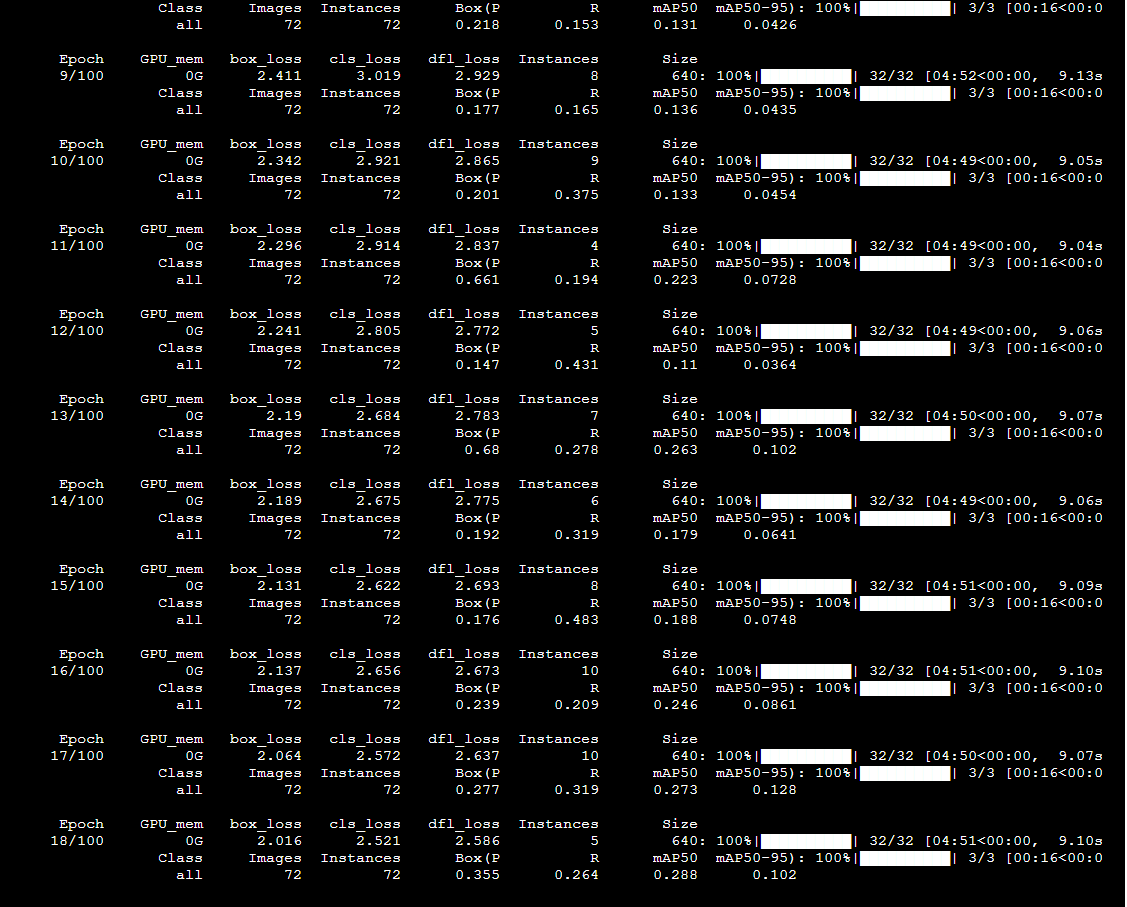 Class Images Instances Box(P R mAP50 mAP50-95): 100%|██████████| 3/3 [00:16<00:0
all 72 72 0.218 0.153 0.131 0.0426
Epoch GPU_mem box_loss cls_loss dfl_loss Instances Size
9/100 0G 2.411 3.019 2.929 8 640: 100%|██████████| 32/32 [04:52<00:00, 9.13s
Class Images Instances Box(P R mAP50 mAP50-95): 100%|██████████| 3/3 [00:16<00:0
all 72 72 0.177 0.165 0.136 0.0435
Epoch GPU_mem box_loss cls_loss dfl_loss Instances Size
10/100 0G 2.342 2.921 2.865 9 640: 100%|██████████| 32/32 [04:49<00:00, 9.05s
Class Images Instances Box(P R mAP50 mAP50-95): 100%|██████████| 3/3 [00:16<00:0
all 72 72 0.201 0.375 0.133 0.0454
Epoch GPU_mem box_loss cls_loss dfl_loss Instances Size
11/100 0G 2.296 2.914 2.837 4 640: 100%|██████████| 32/32 [04:49<00:00, 9.04s
Class Images Instances Box(P R mAP50 mAP50-95): 100%|██████████| 3/3 [00:16<00:0
all 72 72 0.661 0.194 0.223 0.0728
Epoch GPU_mem box_loss cls_loss dfl_loss Instances Size
12/100 0G 2.241 2.805 2.772 5 640: 100%|██████████| 32/32 [04:49<00:00, 9.06s
Class Images Instances Box(P R mAP50 mAP50-95): 100%|██████████| 3/3 [00:16<00:0
all 72 72 0.147 0.431 0.11 0.0364
Epoch GPU_mem box_loss cls_loss dfl_loss Instances Size
13/100 0G 2.19 2.684 2.783 7 640: 100%|██████████| 32/32 [04:50<00:00, 9.07s
Class Images Instances Box(P R mAP50 mAP50-95): 100%|██████████| 3/3 [00:16<00:0
all 72 72 0.68 0.278 0.263 0.102
Epoch GPU_mem box_loss cls_loss dfl_loss Instances Size
14/100 0G 2.189 2.675 2.775 6 640: 100%|██████████| 32/32 [04:49<00:00, 9.06s
Class Images Instances Box(P R mAP50 mAP50-95): 100%|██████████| 3/3 [00:16<00:0
all 72 72 0.192 0.319 0.179 0.0641
Epoch GPU_mem box_loss cls_loss dfl_loss Instances Size
15/100 0G 2.131 2.622 2.693 8 640: 100%|██████████| 32/32 [04:51<00:00, 9.09s
Class Images Instances Box(P R mAP50 mAP50-95): 100%|██████████| 3/3 [00:16<00:0
all 72 72 0.176 0.483 0.188 0.0748
Epoch GPU_mem box_loss cls_loss dfl_loss Instances Size
16/100 0G 2.137 2.656 2.673 10 640: 100%|██████████| 32/32 [04:51<00:00, 9.10s
Class Images Instances Box(P R mAP50 mAP50-95): 100%|██████████| 3/3 [00:16<00:0
all 72 72 0.239 0.209 0.246 0.0861
Epoch GPU_mem box_loss cls_loss dfl_loss Instances Size
17/100 0G 2.064 2.572 2.637 10 640: 100%|██████████| 32/32 [04:50<00:00, 9.07s
Class Images Instances Box(P R mAP50 mAP50-95): 100%|██████████| 3/3 [00:16<00:0
all 72 72 0.277 0.319 0.273 0.128
Epoch GPU_mem box_loss cls_loss dfl_loss Instances Size
18/100 0G 2.016 2.521 2.586 5 640: 100%|██████████| 32/32 [04:51<00:00, 9.10s
Class Images Instances Box(P R mAP50 mAP50-95): 100%|██████████| 3/3 [00:16<00:0
all 72 72 0.355 0.264 0.288 0.102